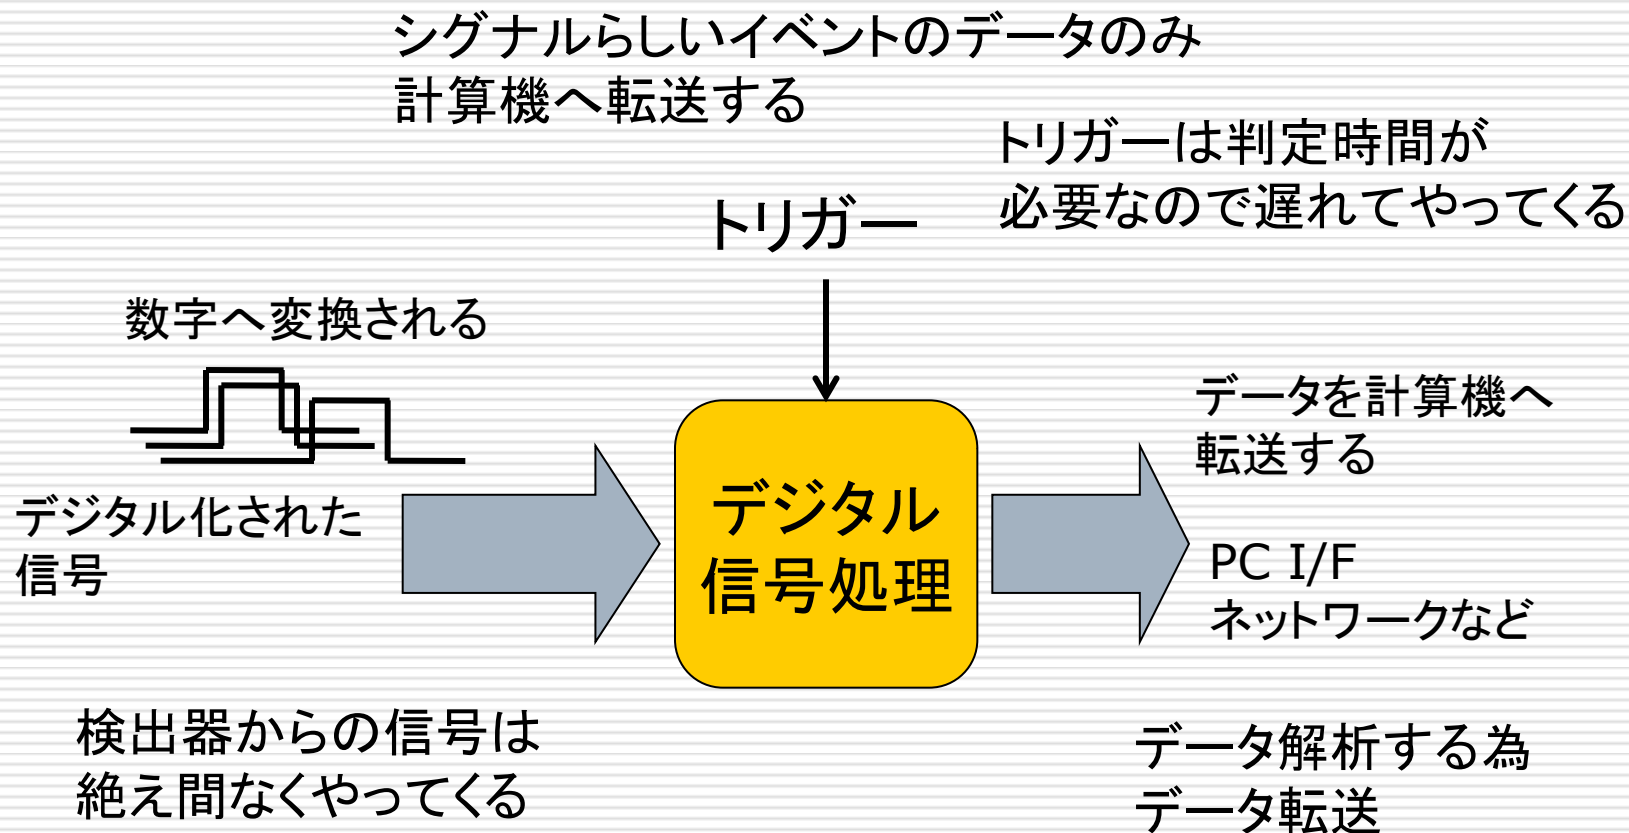 シグナルらしいイベントのデータのみ
計算機へ転送する
トリガーは判定時間が
必要なので遅れてやってくる
トリガー
数字へ変換される
デジタル化された
信号
デジタル
信号処理
データを計算機へ
転送する
PC I/F
ネットワークなど
検出器からの信号は
絶え間なくやってくる
データ解析する為
データ転送